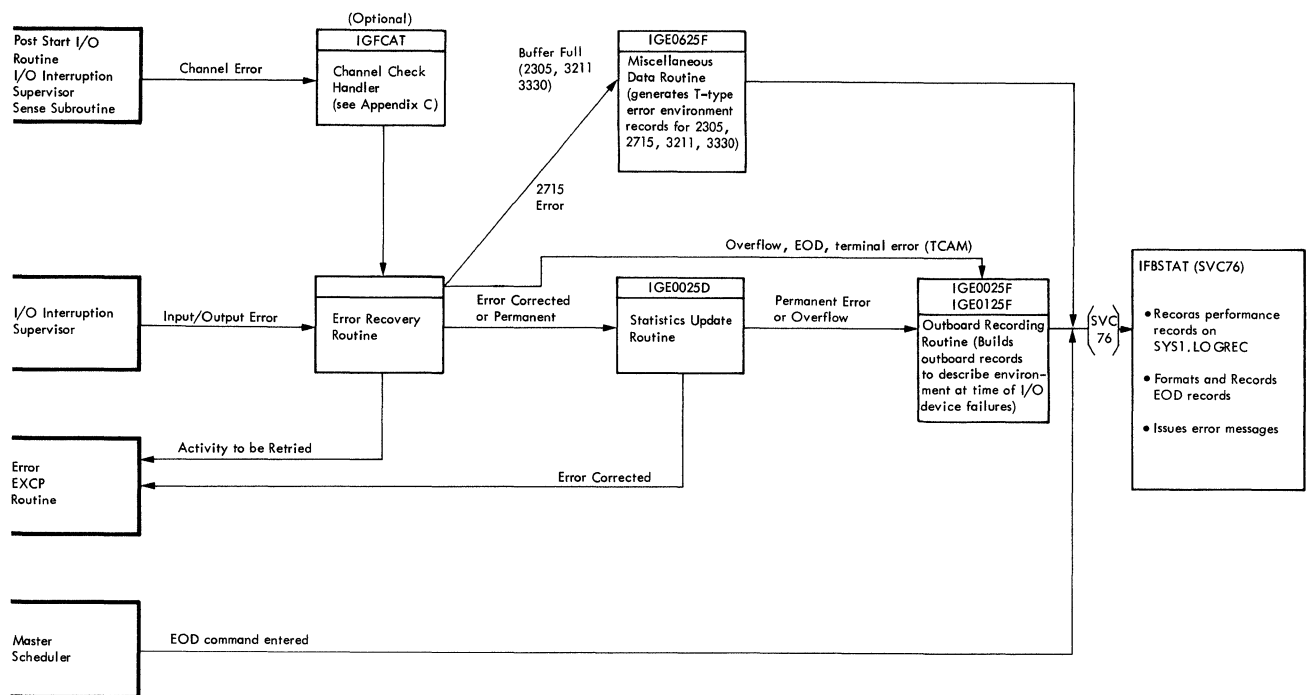 Post Start I/O
Routine
I/O Interruption
Supervisor
Sense Subroutine
Channel Error
(Optional)
IGFCAT
Channel Check
Handler
(see Appendix C)
Buffer Full
(2305, 3211
3330)
2715
Error
IGE0625F
Miscellaneous
Data Routine
(generates T-type
error environment
records for 2305,
2715, 3211, 3330)
Overflow, EOD, terminal error (TCAM)
I/O Interruption
Supervisor
Input/Output Error
Error Recovery
Routine
Error Corrected
or Permanent
IGE0025D
Statistics Update
Routine
Permanent Error
or Overflow
IGE0025F
IGE0125F
Outboard Recording
Routine (Builds
outboard records
to describe environ-
ment at time of I/O
device failures)
(SVC
76)
IFBSTAT (SVC76)
• Recoras performance
records on
SYS1.LOGREC
• Formats and Records
EOD records
• Issues error messages
Activity to be Retried
Error Corrected
Error
EXCP
Routine
Master
Scheduler
EOD command entered